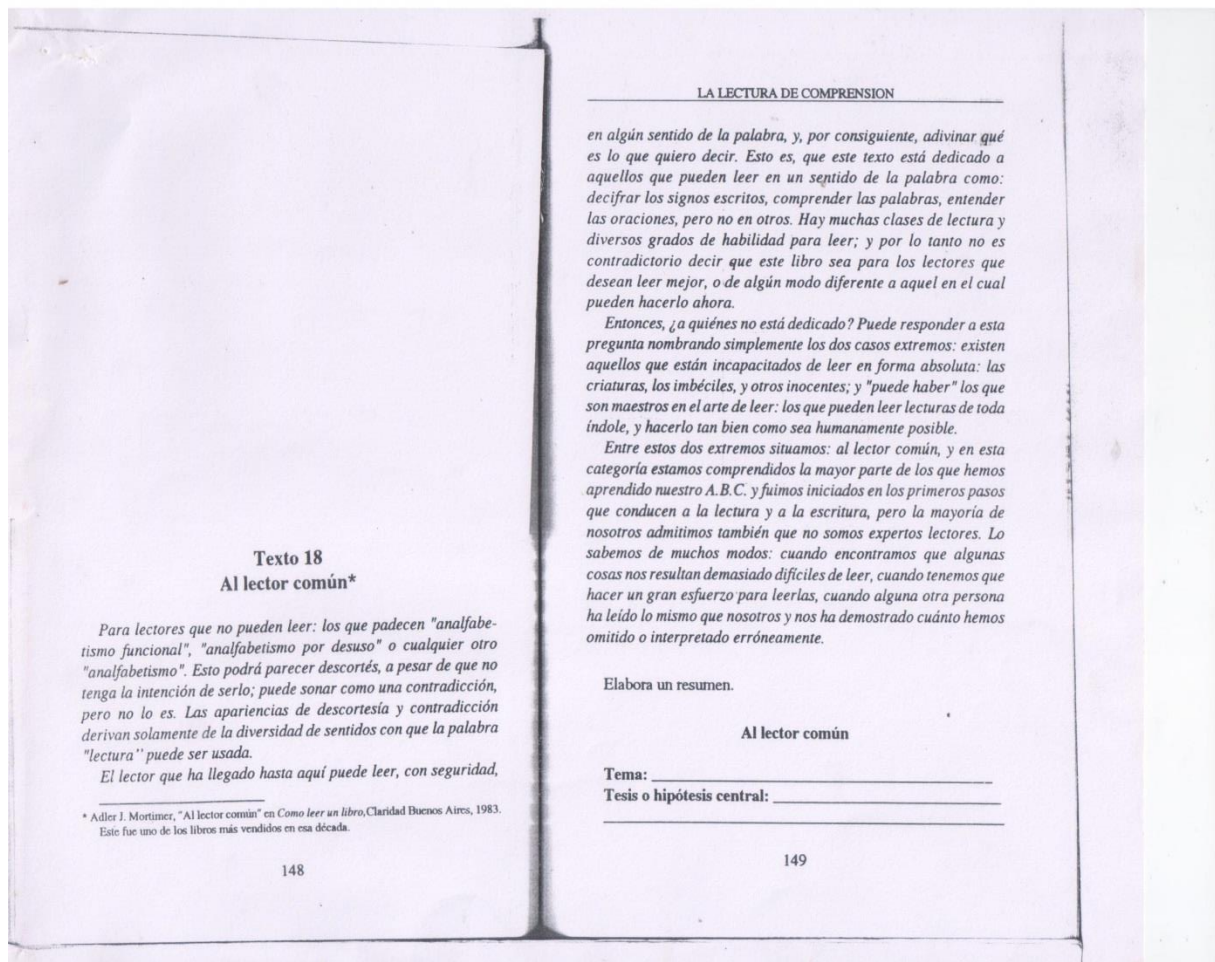 Texto 18
Al lector común*
Para lectores que no pueden leer: los que padecen "analfabe-
tismo funcional", "analfabetismo por desuso" o cualquier otro
"analfabetismo". Esto podrá parecer descortés, a pesar de que no
tenga la intención de serlo; puede sonar como una contradicción,
pero no lo es. Las apariencias de descortesía y contradicción
derivan solamente de la diversidad de sentidos con que la palabra
"lectura" puede ser usada.
El lector que ha llegado hasta aquí puede leer, con seguridad,
* Adler J. Mortimer, "Al lector común" en Como leer un libro, Claridad Buenos Aires, 1983.
Este fue uno de los libros más vendidos en esa década.
148
LA LECTURA DE COMPRENSION
en algún sentido de la palabra, y, por consiguiente, adivinar qué
es lo que quiero decir. Esto es, que este texto está dedicado a
aquellos que pueden leer en un sentido de la palabra como:
decifrar los signos escritos, comprender las palabras, entender
las oraciones, pero no en otros. Hay muchas clases de lectura y
diversos grados de habilidad para leer; y por lo tanto no es
contradictorio decir que este libro sea para los lectores que
desean leer mejor, o de algún modo diferente a aquel en el cual
pueden hacerlo ahora.
Entonces, ¿a quiénes no está dedicado? Puede responder a esta
pregunta nombrando simplemente los dos casos extremos: existen
aquellos que están incapacitados de leer en forma absoluta: las
criaturas, los imbéciles, y otros inocentes; y "puede haber" los que
son maestros en el arte de leer: los que pueden leer lecturas de toda
índole, y hacerlo tan bien como sea humanamente posible.
Entre estos dos extremos situamos: al lector común, y en esta
categoría estamos comprendidos la mayor parte de los que hemos
aprendido nuestro A.B.C. y fuimos iniciados en los primeros pasos
que conducen a la lectura y a la escritura, pero la mayoría de
nosotros admitimos también que no somos expertos lectores. Lo
sabemos de muchos modos: cuando encontramos que algunas
cosas nos resultan demasiado difíciles de leer, cuando tenemos que
hacer un gran esfuerzo para leerlas, cuando alguna otra persona
ha leído lo mismo que nosotros y nos ha demostrado cuánto hemos
omitido o interpretado erróneamente.
Elabora un resumen.
Al lector común
Tema:
Tesis o hipótesis central:
149